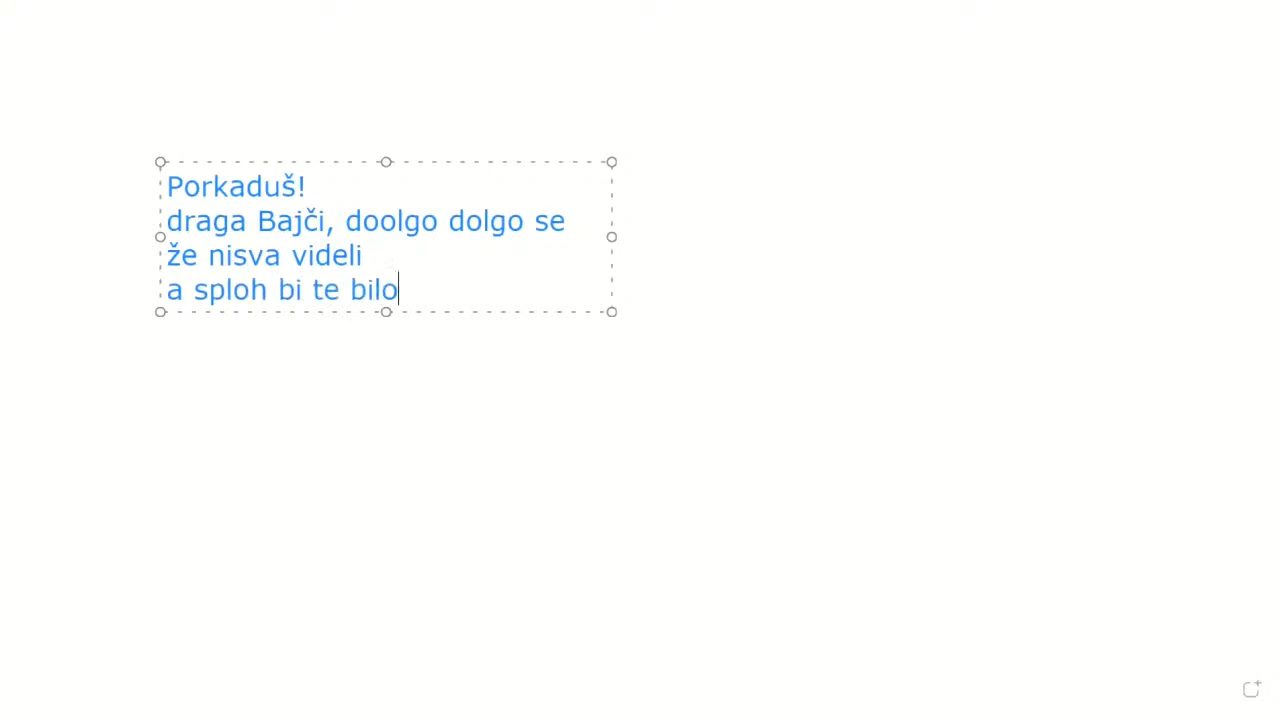 Porkaduš!
draga Bajči, doolgo dolgo se
že nisva videli
a sploh bi te bilo